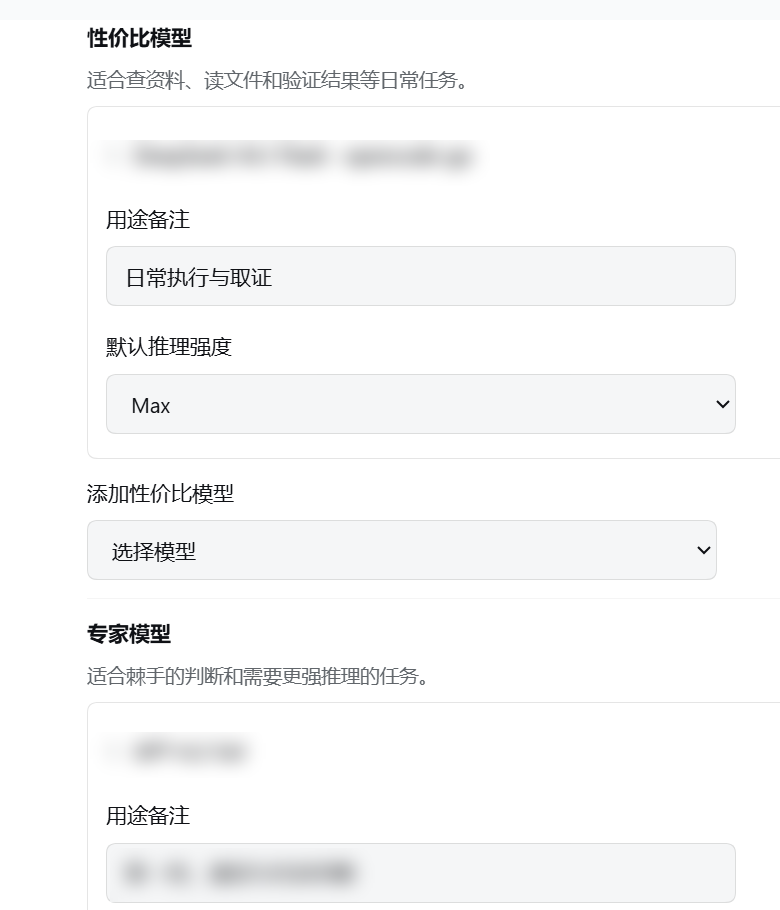 性价比模型
适合查资料、读文件和验证结果等日常任务。
用途备注
日常执行与取证
默认推理强度
Max
添加性价比模型
选择模型
专家模型
适合棘手的判断和需要更强推理的任务。
用途备注